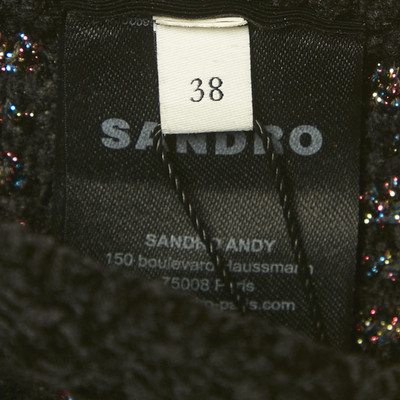 38
SANDRO
SANDRO ANDY
150 boulevard Haussmann
75008 Paris